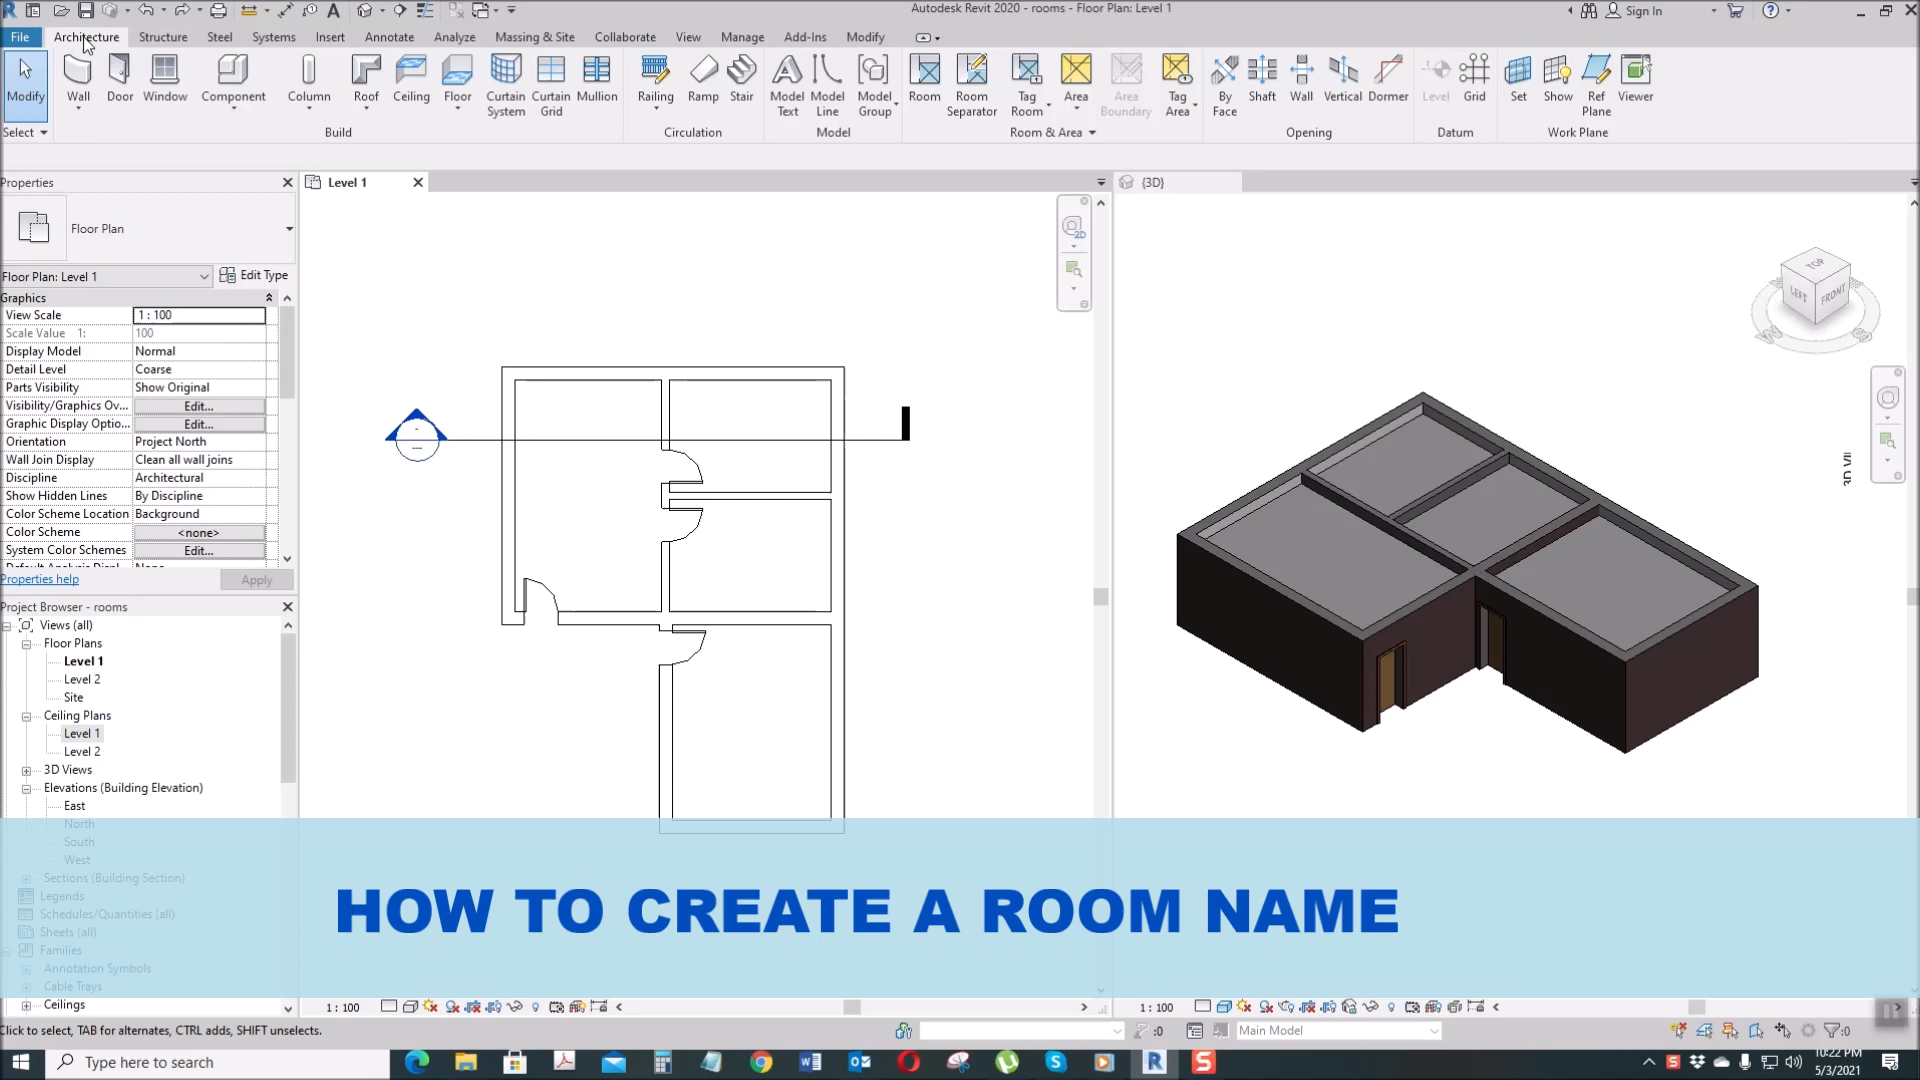 Autodesk Revit 2020 - rooms - Floor Plan: Level 1
Sign In
File Architecture Structure Steel Systems Insert Annotate Analyze Massing & Site Collaborate View Manage Add-Ins Modify
Modify Wall Door Window Component Column Roof Ceiling Floor Curtain System Curtain Grid Mullion Railing Ramp Stair Model Text Model Line Model Group Room Room Separator Tag Room Area Area Boundary Tag Area By Face Shaft Wall Vertical Dormer Level Grid Set Show Ref Plane Viewer
Select Build Circulation Model Room & Area Opening Datum Work Plane
Properties
Level 1
{3D}
Floor Plan
Floor Plan: Level 1
Edit Type
Graphics
View Scale 1 : 100
Scale Value 1: 100
Display Model Normal
Detail Level Coarse
Parts Visibility Show Original
Visibility/Graphics Ov... Edit...
Graphic Display Optio... Edit...
Orientation Project North
Wall Join Display Clean all wall joins
Discipline Architectural
Show Hidden Lines By Discipline
Color Scheme Location Background
Color Scheme <none>
System Color Schemes Edit...
Properties help
Apply
Project Browser - rooms
Views (all)
Floor Plans
Level 1
Level 2
Site
Ceiling Plans
Level 1
Level 2
3D Views
Elevations (Building Elevation)
East
North
South
West
Sections (Building Section)
Legends
Schedules/Quantities (all)
Sheets (all)
Families
Annotation Symbols
Cable Trays
Ceilings
2D
TOP
LEFT
FRONT
W
HOW TO CREATE A ROOM NAME
1 : 100
1 : 100
Click to select, TAB for alternates, CTRL adds, SHIFT unselects.
:0
Main Model
:0
Type here to search
10:22 PM
5/3/2021